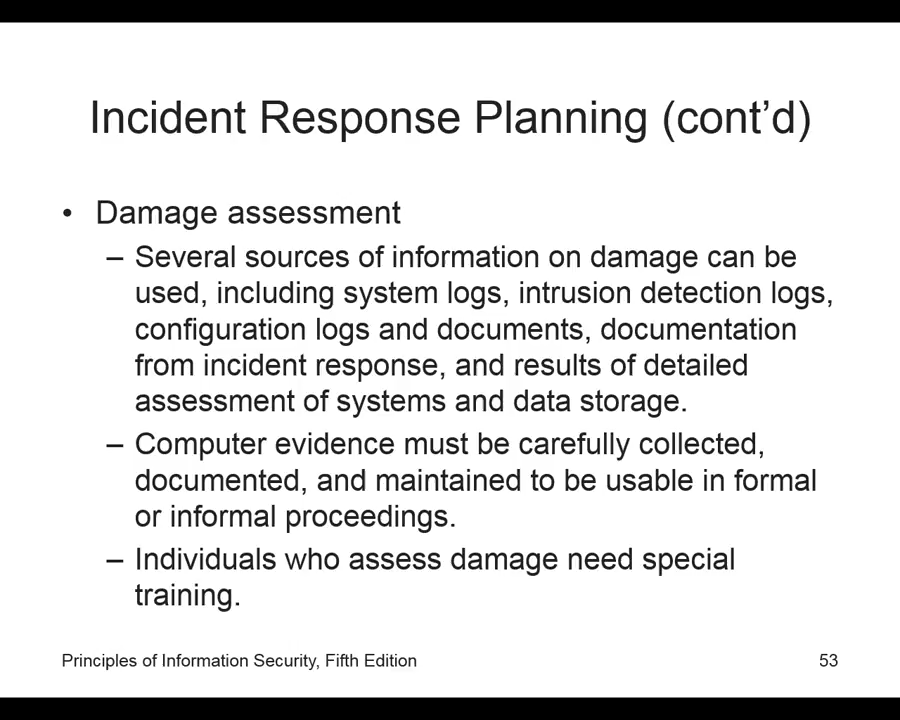 Incident Response Planning (cont’d)
• Damage assessment
– Several sources of information on damage can be
used, including system logs, intrusion detection logs,
configuration logs and documents, documentation
from incident response, and results of detailed
assessment of systems and data storage.
– Computer evidence must be carefully collected,
documented, and maintained to be usable in formal
or informal proceedings.
– Individuals who assess damage need special
training.
Principles of Information Security, Fifth Edition
53